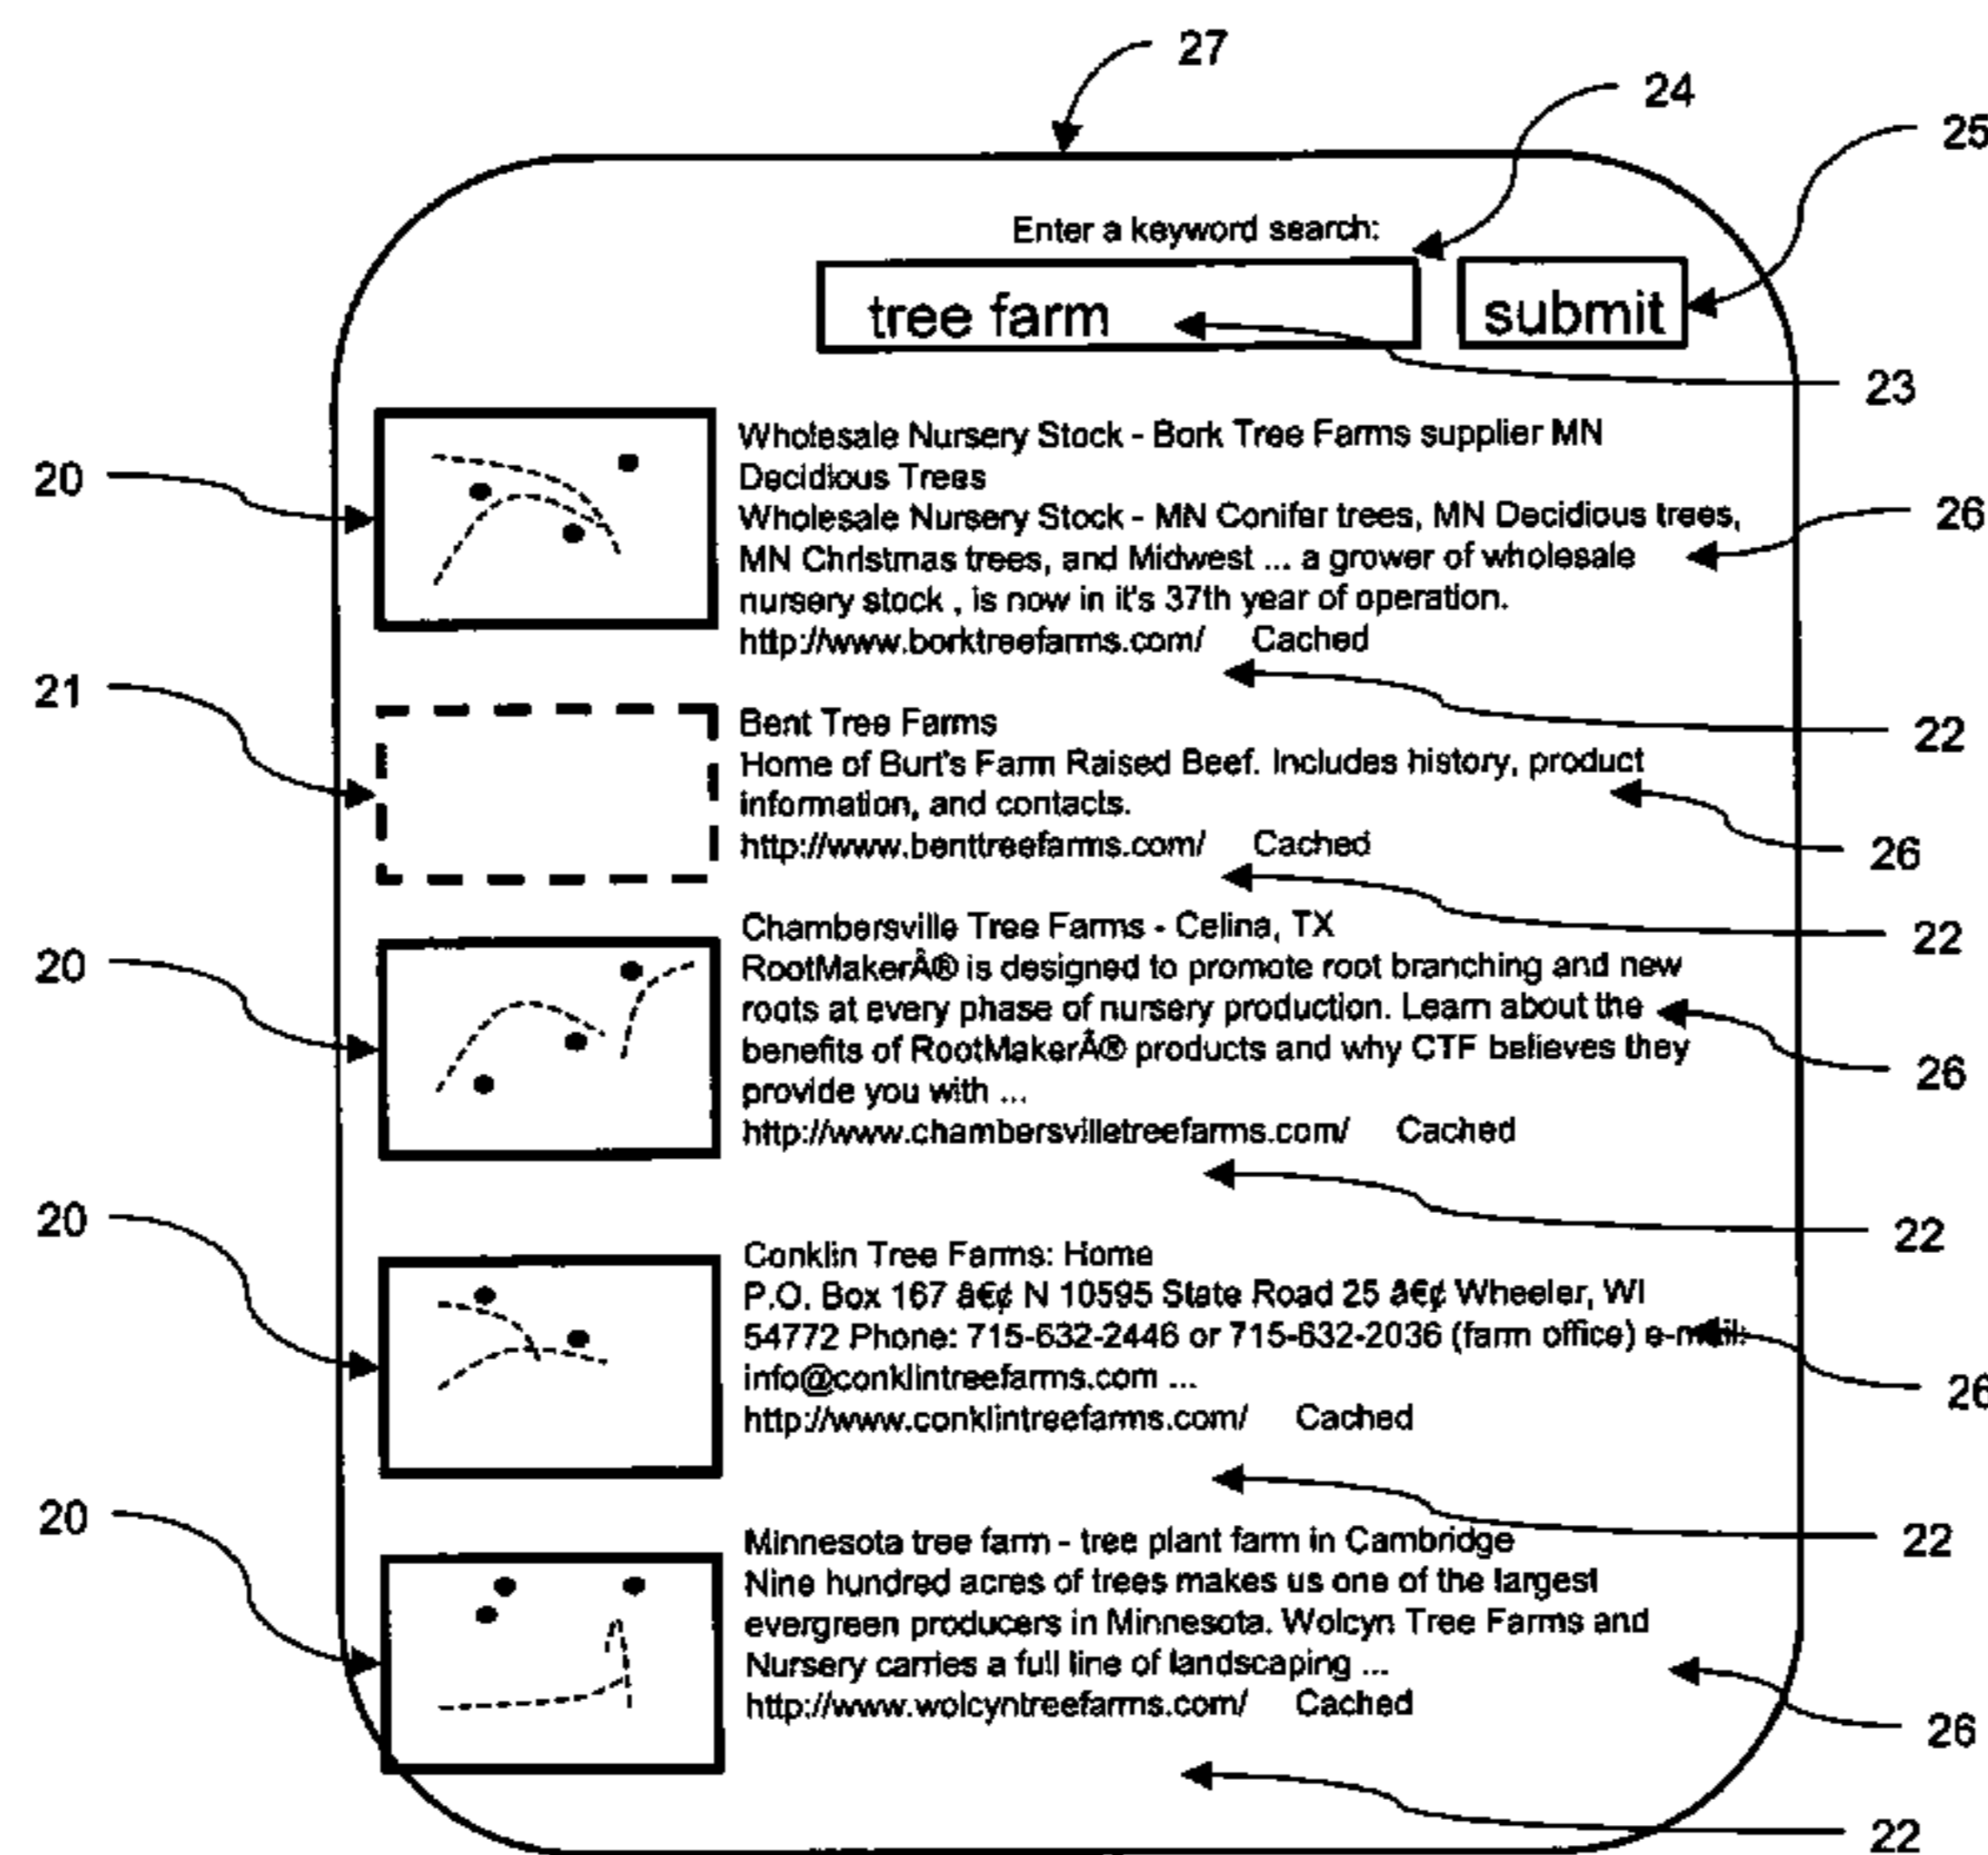 27
24
25
Enter a keyword search:
tree farm
submit
23
20
Wholesale Nursery Stock - Bork Tree Farms supplier MN
Decidious Trees
Wholesale Nursery Stock - MN Conifer trees, MN Decidious trees,
MN Christmas trees, and Midwest ... a grower of wholesale
nursery stock , is now in it's 37th year of operation.
http://www.borktreefarms.com/ Cached
26
22
21
Bent Tree Farms
Home of Burt's Farm Raised Beef. Includes history, product
information, and contacts.
http://www.benttreefarms.com/ Cached
26
22
20
Chambersville Tree Farms - Celina, TX
RootMakerÂ® is designed to promote root branching and new
roots at every phase of nursery production. Learn about the
benefits of RootMakerÂ® products and why CTF believes they
provide you with ...
http://www.chambersvilletreefarms.com/ Cached
26
22
20
Conklin Tree Farms: Home
P.O. Box 167 â€¢ N 10595 State Road 25 â€¢ Wheeler, WI
54772 Phone: 715-632-2446 or 715-632-2036 (farm office) e-mail:
info@conklintreefarms.com ...
http://www.conklintreefarms.com/ Cached
26
22
20
Minnesota tree farm - tree plant farm in Cambridge
Nine hundred acres of trees makes us one of the largest
evergreen producers in Minnesota. Wolcyn Tree Farms and
Nursery carries a full line of landscaping ...
http://www.wolcyntreefarms.com/ Cached
26
22